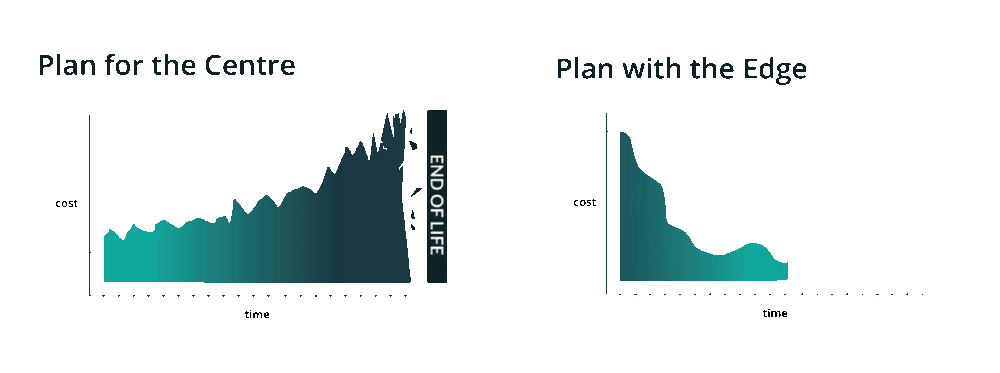 Plan for the Centre
cost
END OF LIFE
time
Plan with the Edge
cost
time